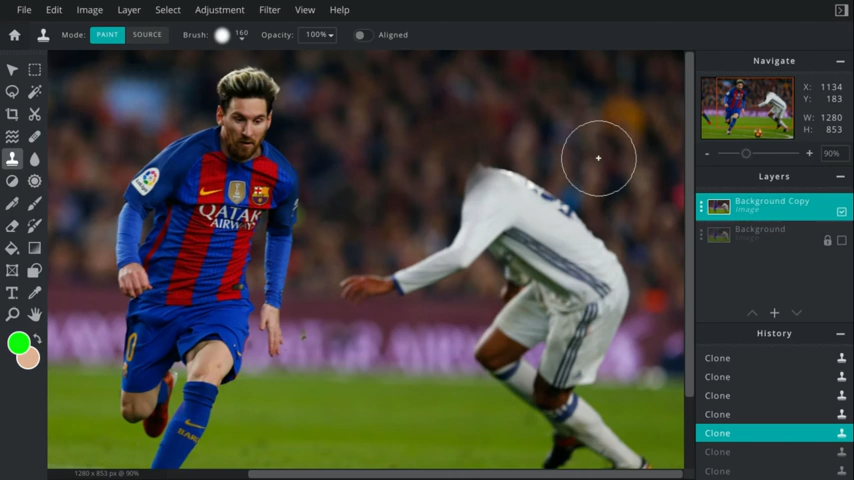 File Edit Image Layer Select Adjustment Filter View Help
Mode: PAINT SOURCE Brush: 160 Opacity: 100% Aligned
Navigate
X: 1134
Y: 183
W: 1280
H: 853
- + 90%
Layers
Background Copy
Image
Background
Image
History
Clone
Clone
Clone
Clone
Clone
Clone
Clone
QATAR
AIRWAYS
1280 x 853 px @ 90%